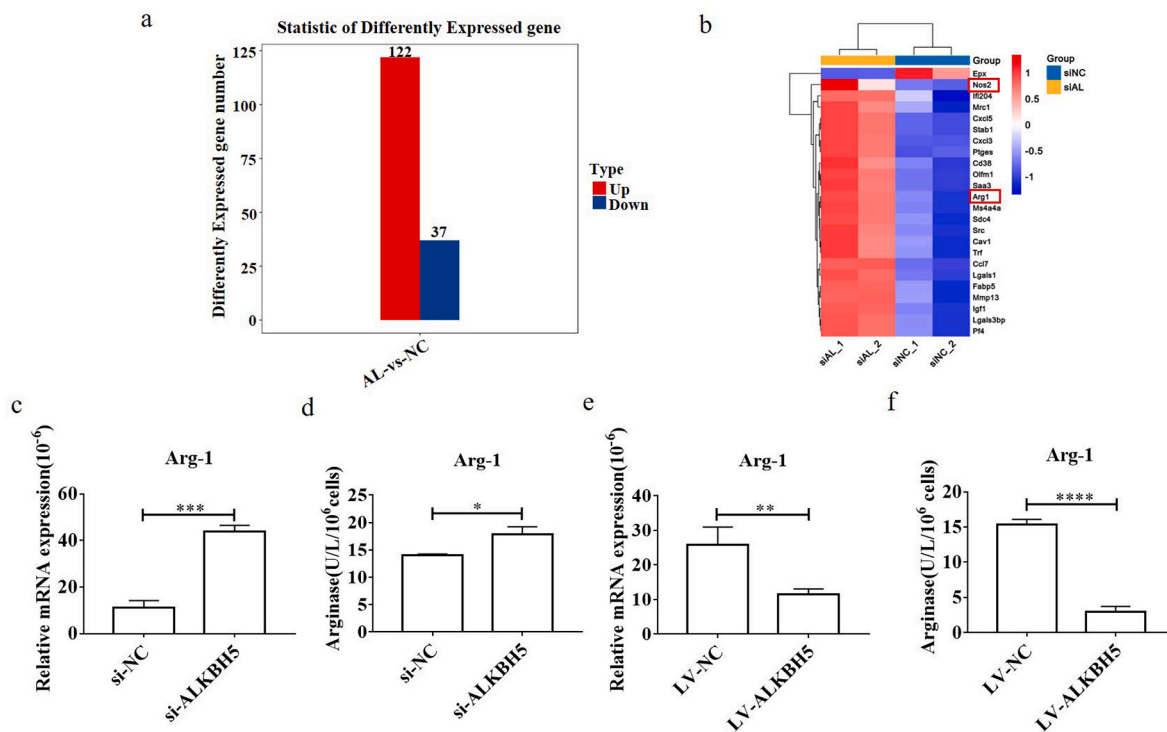 a
Statistic of Differently Expressed gene
Differently Expressed gene number
125
100
75
50
25
0
122
37
AL-vs-NC
Type
Up
Down
b
Group
Epx
Nos2
Ifi204
Mrc1
Cxcl5
Stab1
Cxcl3
Ptges
Cd38
Olfm1
Saa3
Arg1
Ms4a4a
Sdc4
Src
Cav1
Trf
Ccl7
Lgals1
Fabp5
Mmp13
Igf1
Lgals3bp
Pf4
siAL_1
siAL_2
siNC_1
siNC_2
1
0.5
0
-0.5
-1
Group
siNC
siAL
c
Arg-1
Relative mRNA expression(10⁻⁶)
60
40
20
0
***
si-NC
si-ALKBH5
d
Arg-1
Arginase(U/L/10⁶ cells)
25
20
15
10
5
0
*
si-NC
si-ALKBH5
e
Arg-1
Relative mRNA expression(10⁻⁶)
40
30
20
10
0
**
LV-NC
LV-ALKBH5
f
Arg-1
Arginase(U/L/10⁶ cells)
20
15
10
5
0
****
LV-NC
LV-ALKBH5